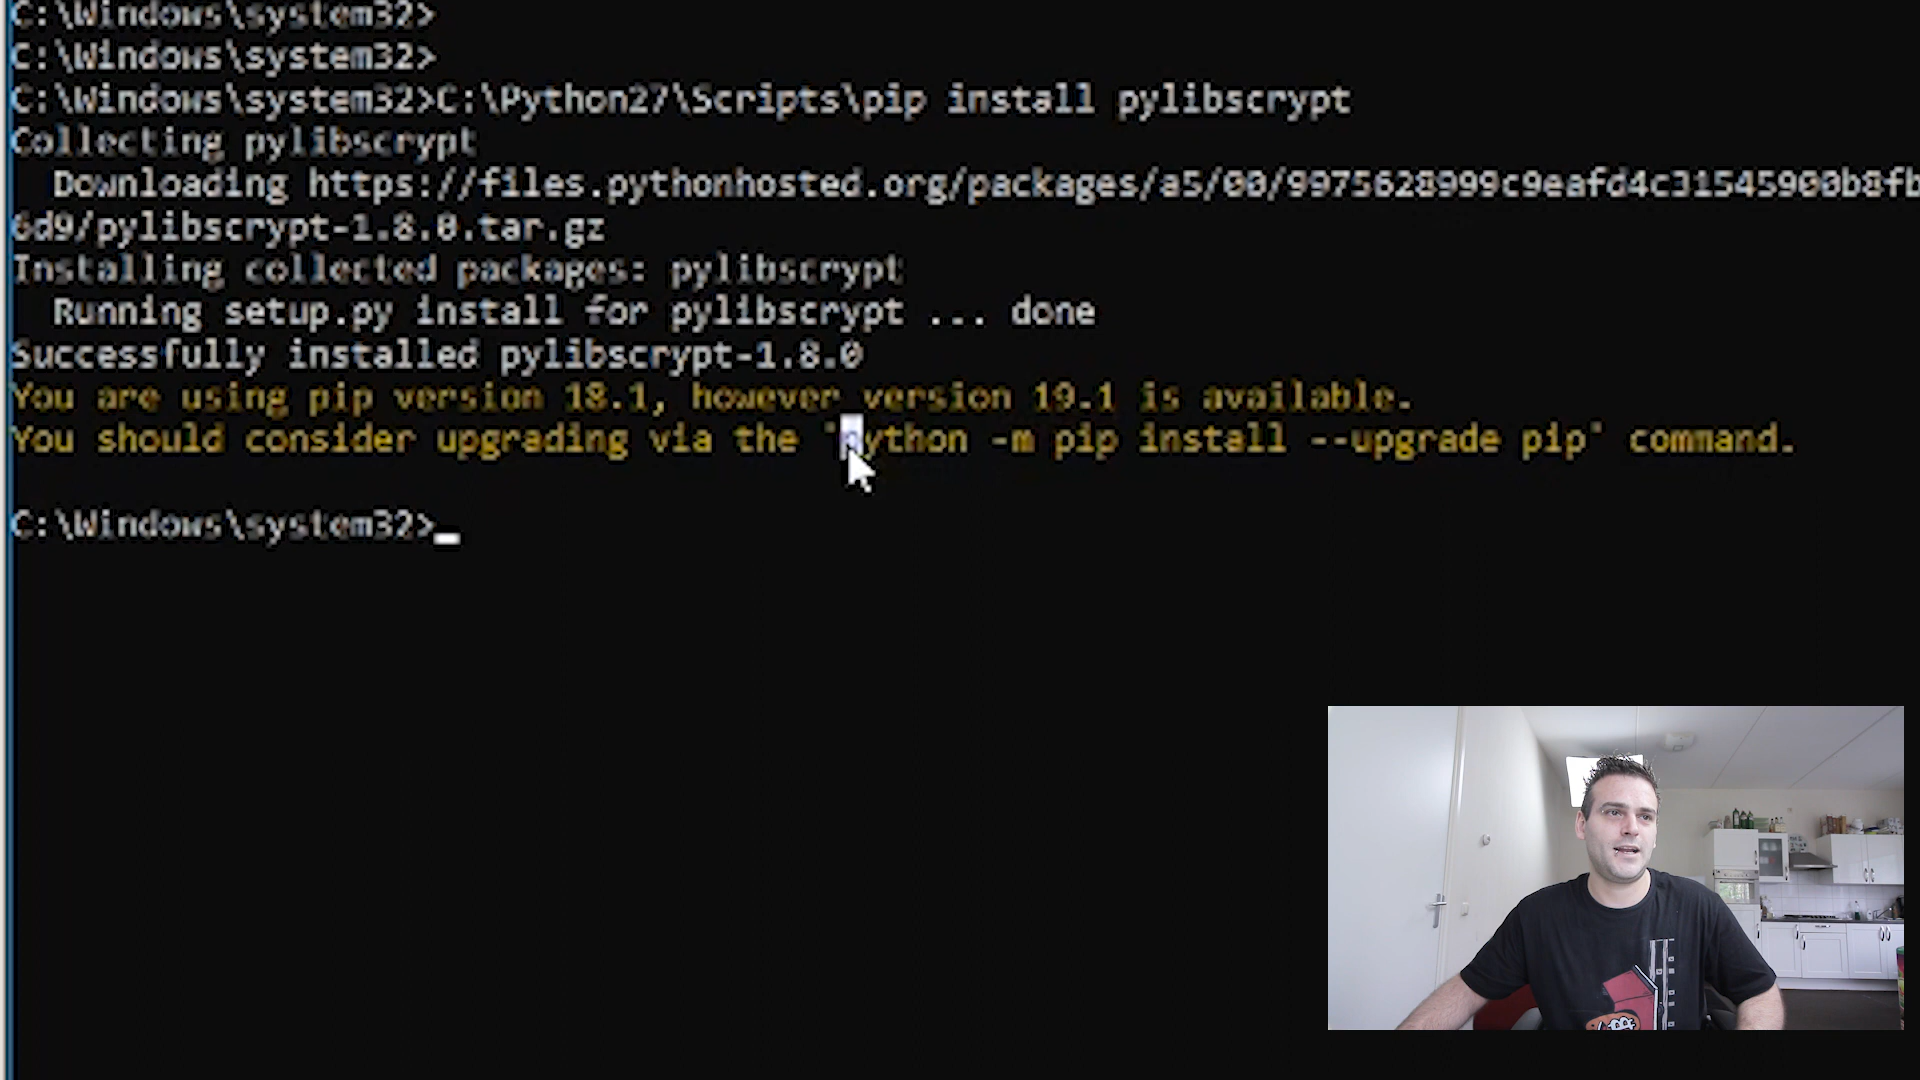 C:\Windows\system32>
C:\Windows\system32>
C:\Windows\system32>C:\Python27\Scripts\pip install pylibscrypt
Collecting pylibscrypt
Downloading https://files.pythonhosted.org/packages/a5/00/9975628999c9eafd4c31545900b8fb
6d9/pylibscrypt-1.8.0.tar.gz
Installing collected packages: pylibscrypt
Running setup.py install for pylibscrypt ... done
Successfully installed pylibscrypt-1.8.0
You are using pip version 18.1, however version 19.1 is available.
You should consider upgrading via the 'python -m pip install --upgrade pip' command.
C:\Windows\system32>